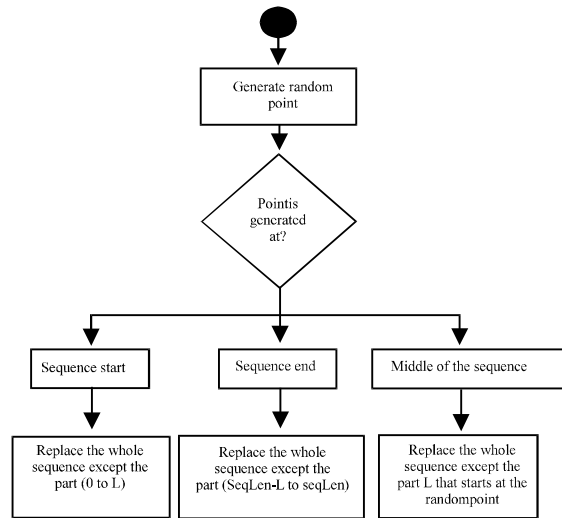 Generate random
point
Pointis
generated
at?
Sequence start
Sequence end
Middle of the sequence
Replace the whole
sequence except the
part (0 to L)
Replace the whole
sequence except the
part (SeqLen-L to seqLen)
Replace the whole
sequence except the
part L that starts at the
randompoint